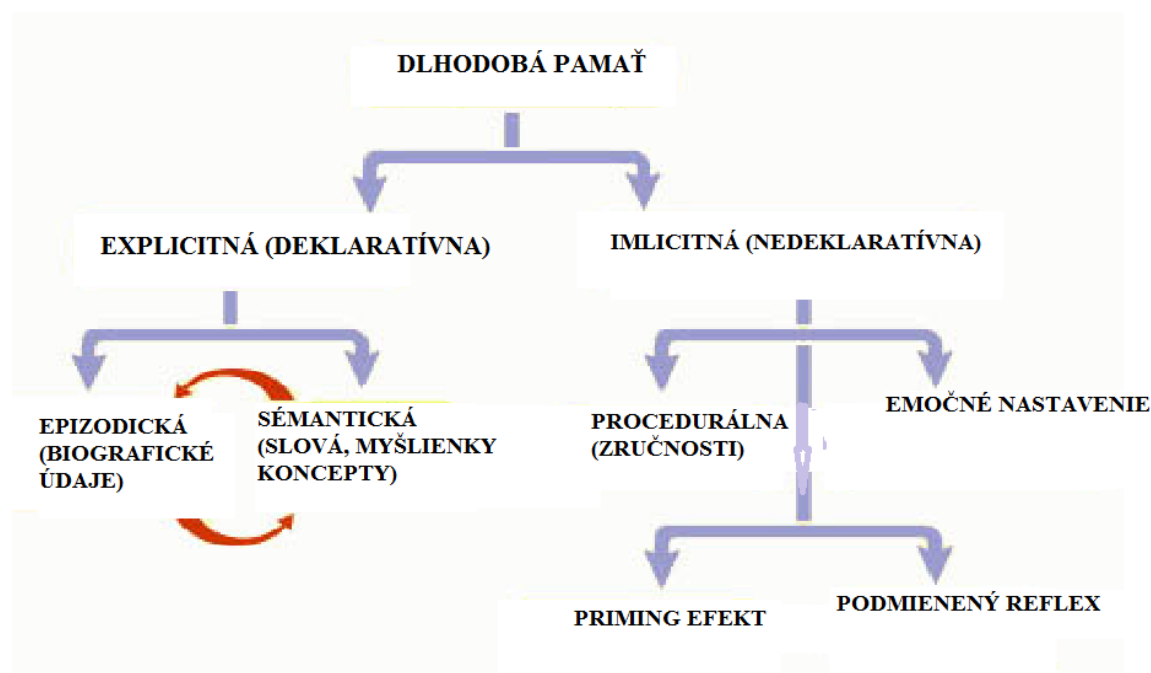 DLHODOBÁ PAMAŤ
EXPLICITNÁ (DEKLARATÍVNA)
IMLICITNÁ (NEDEKLARATÍVNA)
EPIZODICKÁ
(BIOGRAFICKÉ
ÚDAJE)
SÉMANTICKÁ
(SLOVÁ, MYŠLIENKY
KONCEPTY)
PROCEDURÁLNA
(ZRUČNOSTI)
EMOČNÉ NASTAVENIE
PRIMING EFEKT
PODMIENENÝ REFLEX